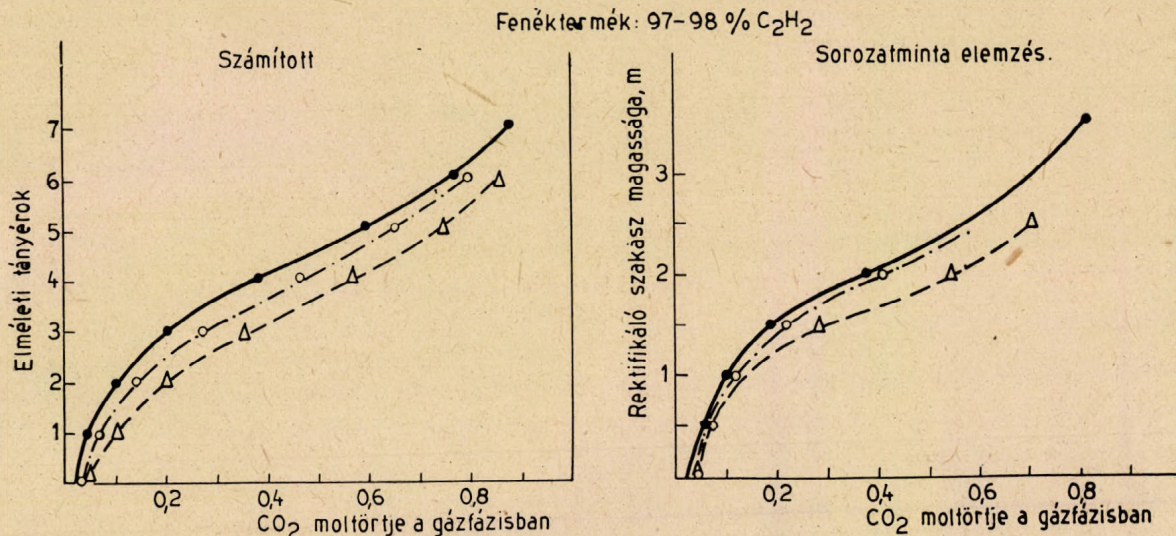 Fenéktermék: 97–98 % C₂H₂
Számított
Elméleti tányérok
7
6
5
4
3
2
1
0,2
0,4
0,6
0,8
CO₂ moltörtje a gázfázisban
Sorozatminta elemzés.
Rektifikáló szakász magassága, m
3
2
1
0,2
0,4
0,6
0,8
CO₂ moltörtje a gázfázisban